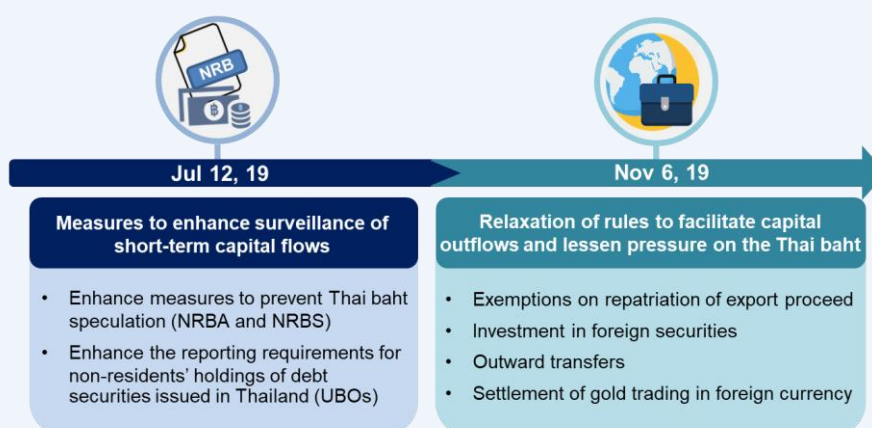 NRB
฿
Jul 12, 19
Nov 6, 19
Measures to enhance surveillance of
short-term capital flows
• Enhance measures to prevent Thai baht
speculation (NRBA and NRBS)
• Enhance the reporting requirements for
non-residents' holdings of debt
securities issued in Thailand (UBOs)
Relaxation of rules to facilitate capital
outflows and lessen pressure on the Thai baht
• Exemptions on repatriation of export proceed
• Investment in foreign securities
• Outward transfers
• Settlement of gold trading in foreign currency